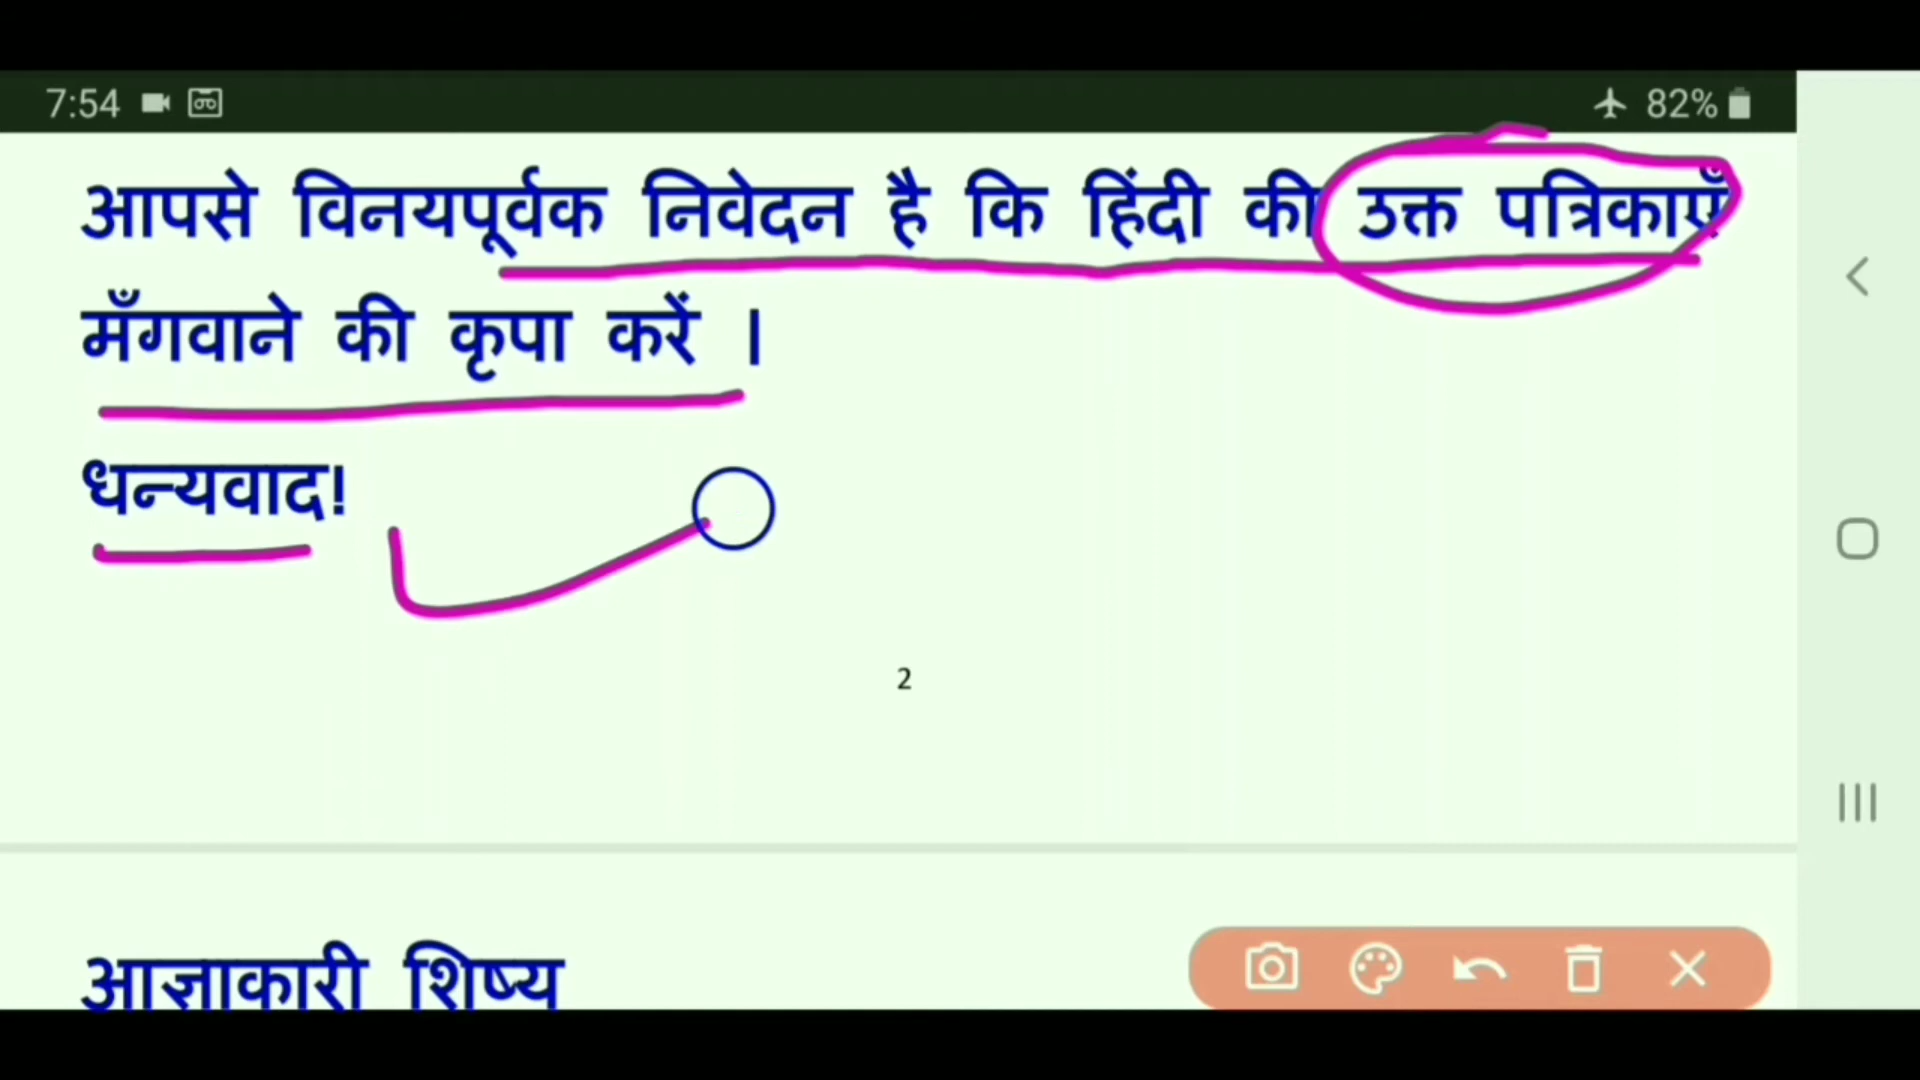 7:54 82%
आपसे विनयपूर्वक निवेदन है कि हिंदी की उक्त पत्रिकाएँ
मँगवाने की कृपा करें ।
धन्यवाद!
2
आज्ञाकारी शिष्य